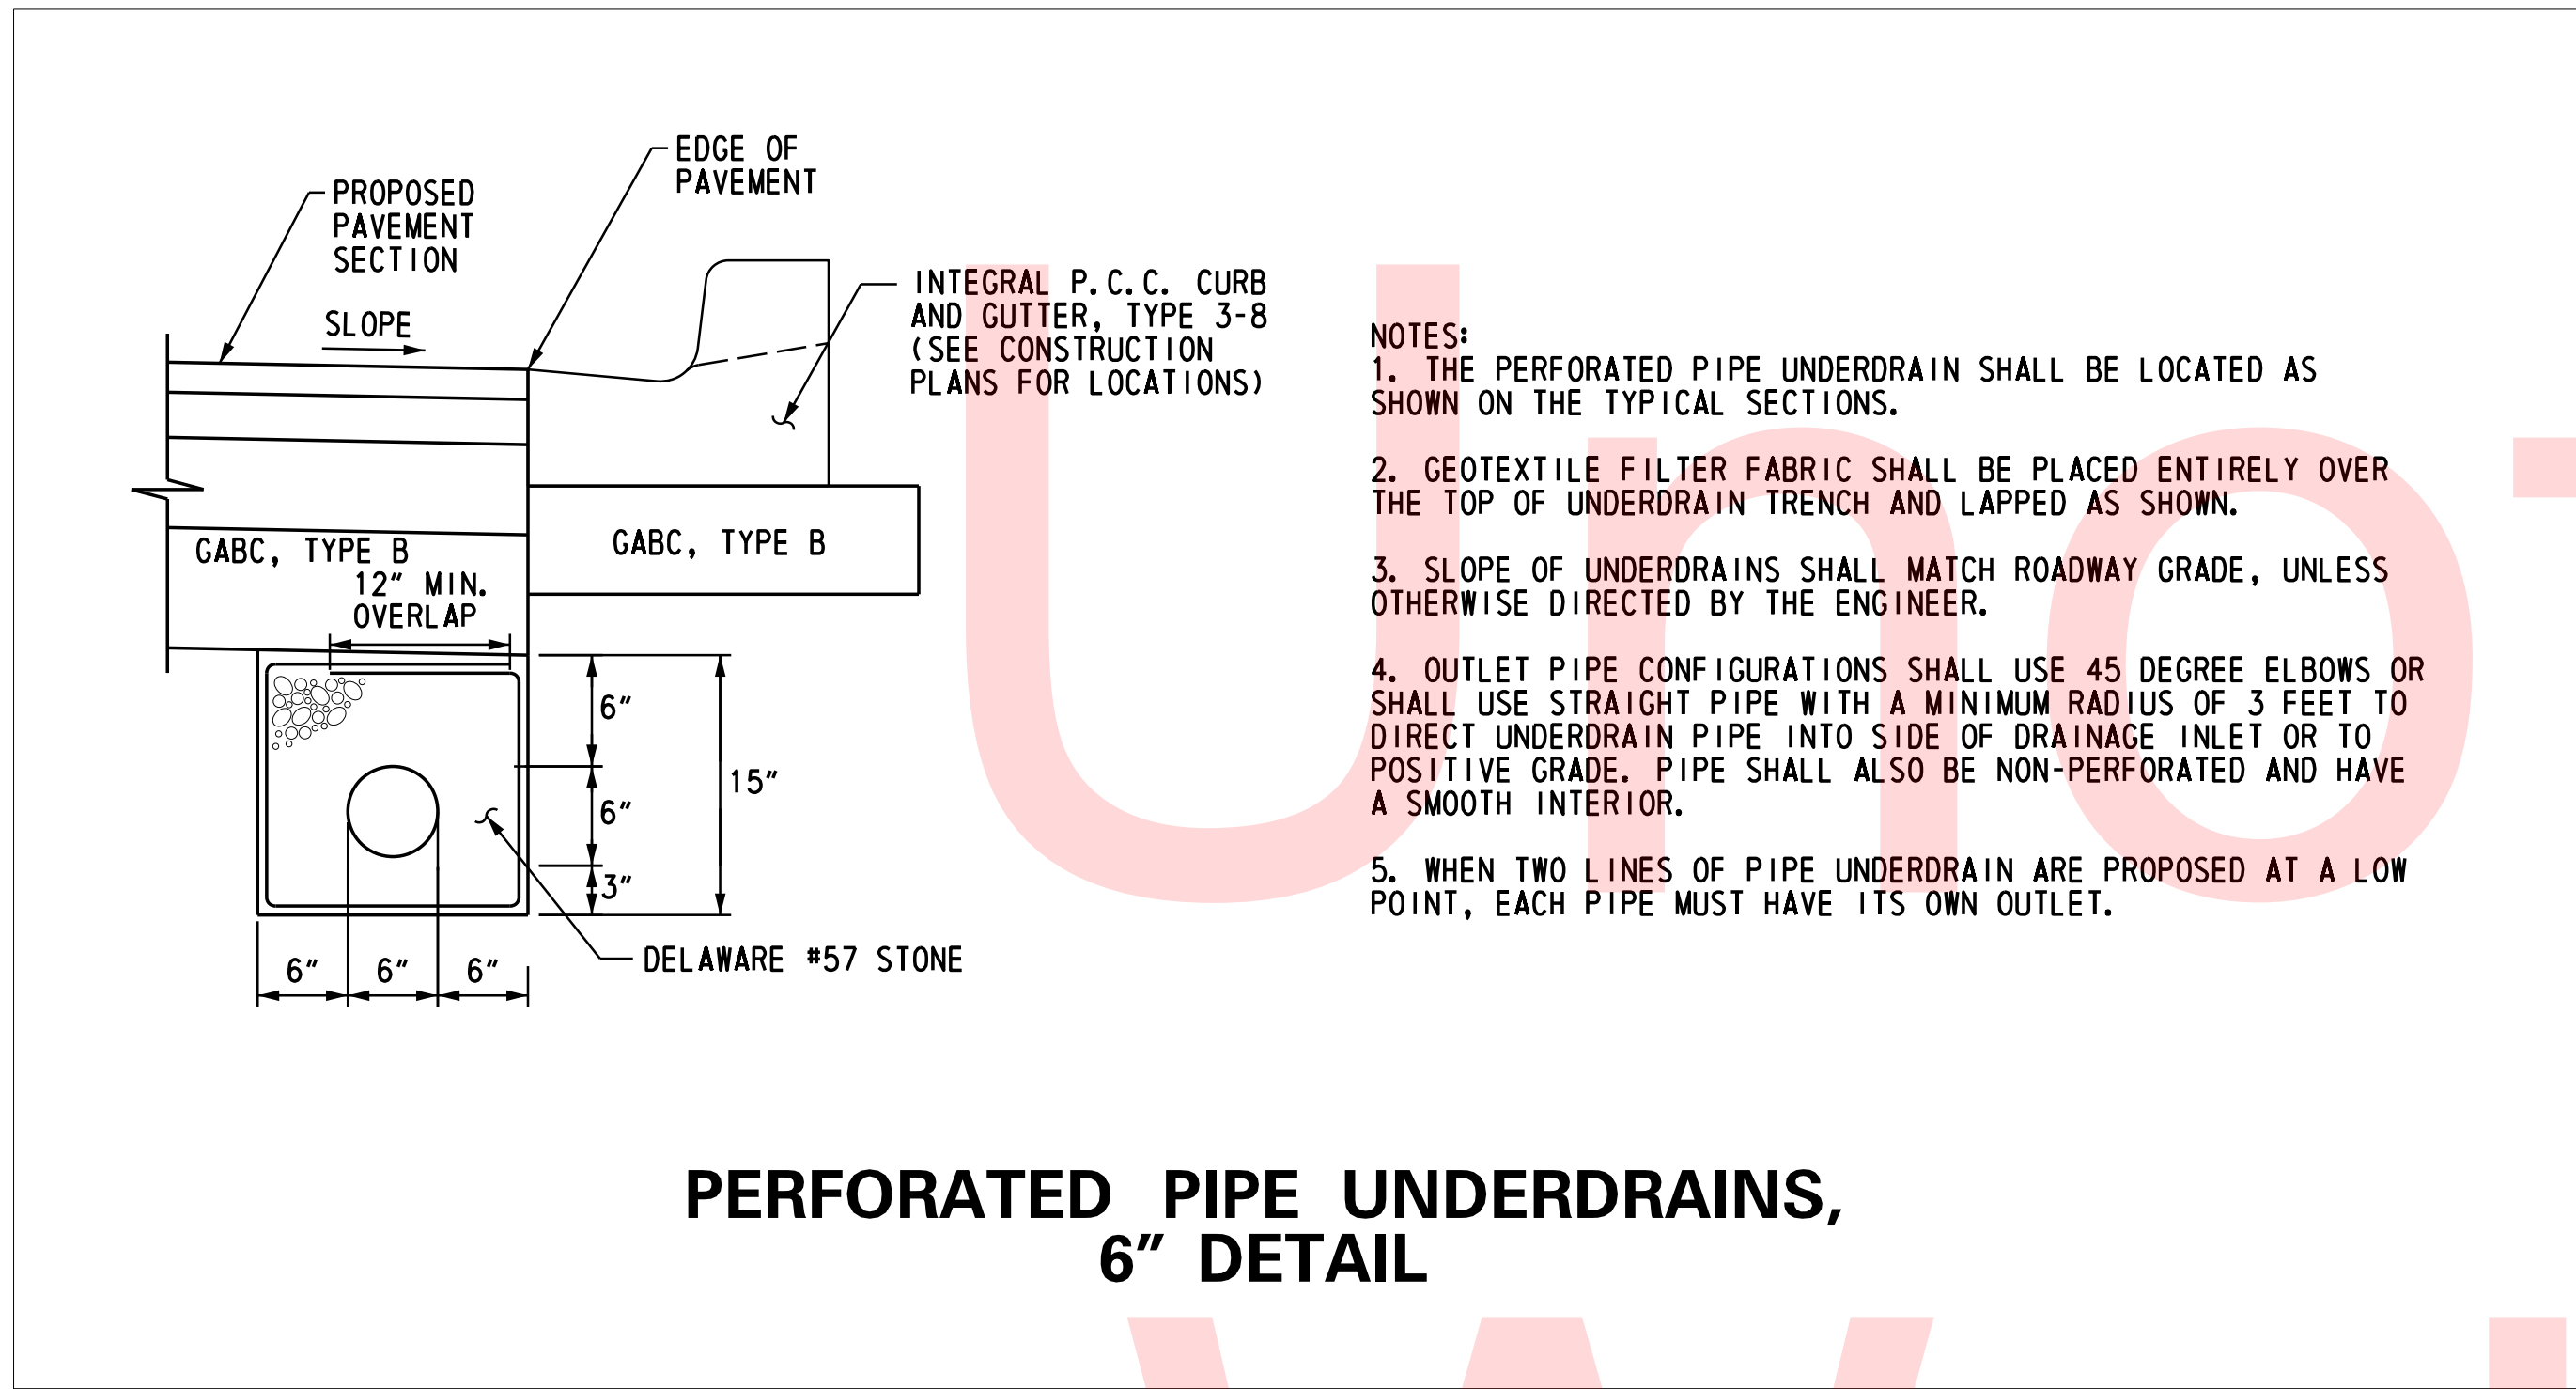 EDGE OF
PAVEMENT
PROPOSED
PAVEMENT
SECTION
SLOPE
INTEGRAL P.C.C. CURB
AND GUTTER, TYPE 3-8
(SEE CONSTRUCTION
PLANS FOR LOCATIONS)
GABC, TYPE B
GABC, TYPE B
12" MIN.
OVERLAP
6"
15"
6"
3"
DELAWARE #57 STONE
6" 6" 6"
NOTES:
1. THE PERFORATED PIPE UNDERDRAIN SHALL BE LOCATED AS
SHOWN ON THE TYPICAL SECTIONS.
2. GEOTEXTILE FILTER FABRIC SHALL BE PLACED ENTIRELY OVER
THE TOP OF UNDERDRAIN TRENCH AND LAPPED AS SHOWN.
3. SLOPE OF UNDERDRAINS SHALL MATCH ROADWAY GRADE, UNLESS
OTHERWISE DIRECTED BY THE ENGINEER.
4. OUTLET PIPE CONFIGURATIONS SHALL USE 45 DEGREE ELBOWS OR
SHALL USE STRAIGHT PIPE WITH A MINIMUM RADIUS OF 3 FEET TO
DIRECT UNDERDRAIN PIPE INTO SIDE OF DRAINAGE INLET OR TO
POSITIVE GRADE. PIPE SHALL ALSO BE NON-PERFORATED AND HAVE
A SMOOTH INTERIOR.
5. WHEN TWO LINES OF PIPE UNDERDRAIN ARE PROPOSED AT A LOW
POINT, EACH PIPE MUST HAVE ITS OWN OUTLET.
PERFORATED PIPE UNDERDRAINS,
6" DETAIL